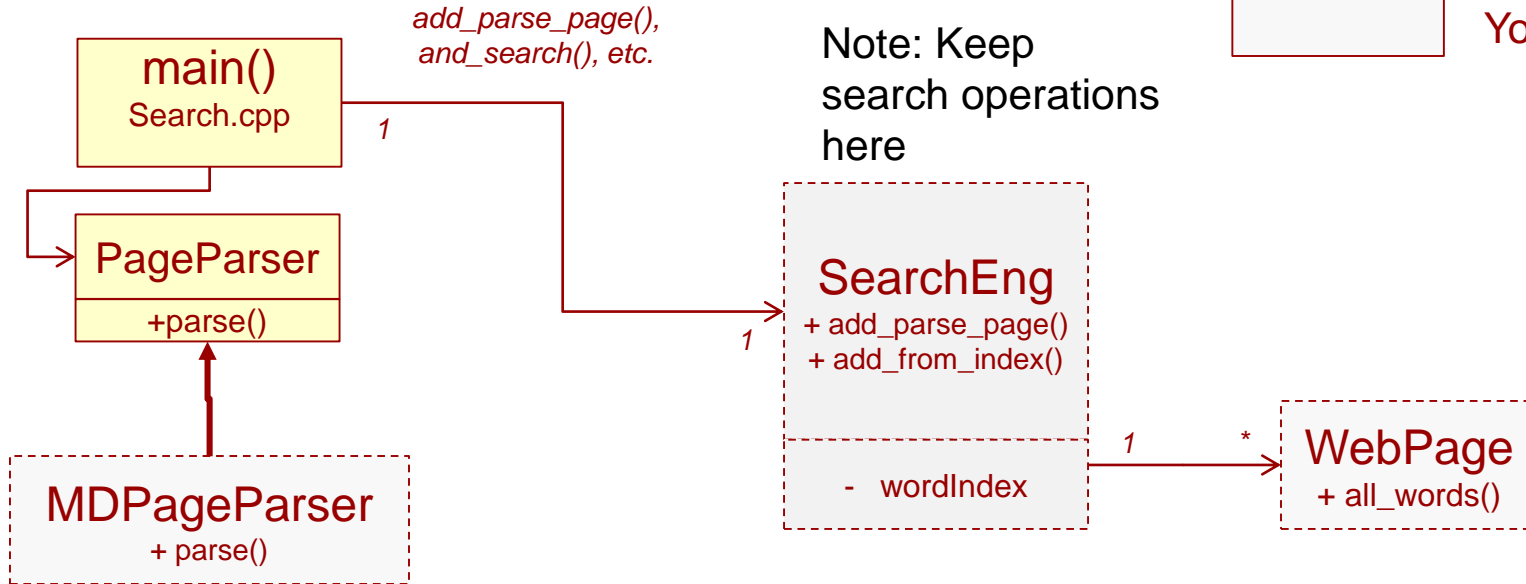 add_parse_page(),
and_search(), etc.
main()
Search.cpp
1
Note: Keep
search operations
here
PageParser
+parse()
SearchEng
+ add_parse_page()
+ add_from_index()
1
- wordIndex
1
*
WebPage
+ all_words()
MDPageParser
+ parse()